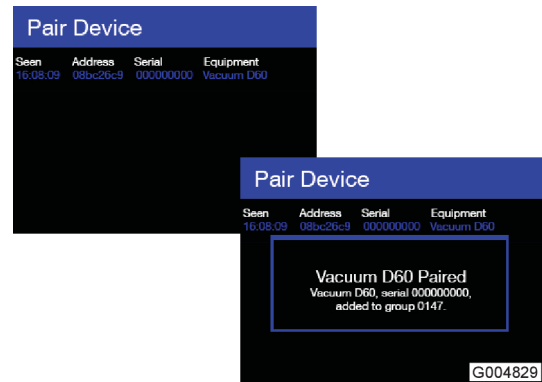 Pair Device
Seen Address Serial Equipment
16:08:09 08bc26c9 000000000 Vacuum D60
Pair Device
Seen Address Serial Equipment
16:08:09 08bc26c9 000000000 Vacuum D60
Vacuum D60 Paired
Vacuum D60, serial 000000000,
added to group 0147.
G004829